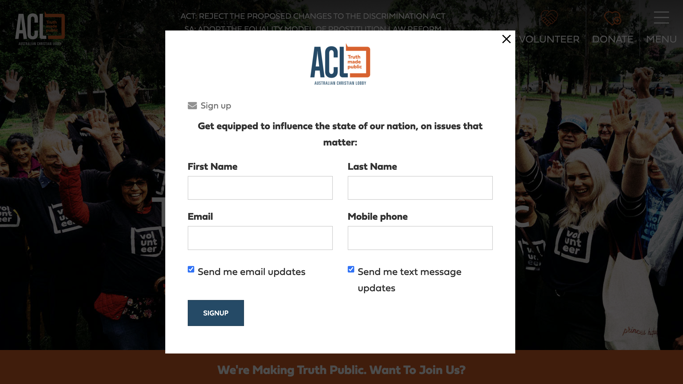 ACT: REJECT THE PROPOSED CHANGES TO THE DISCRIMINATION ACT
SA: ADOPT THE EQUALITY MODEL OF PROSTITUTION LAW REFORM
ACL
AUSTRALIAN CHRISTIAN LOBBY
VOLUNTEER
DONATE
MENU
ACL
Truth
made
public
AUSTRALIAN CHRISTIAN LOBBY
Sign up
Get equipped to influence the state of our nation, on issues that
matter:
First Name
Last Name
Email
Mobile phone
Send me email updates
Send me text message
updates
SIGNUP
volunteer
We're Making Truth Public. Want To Join Us?